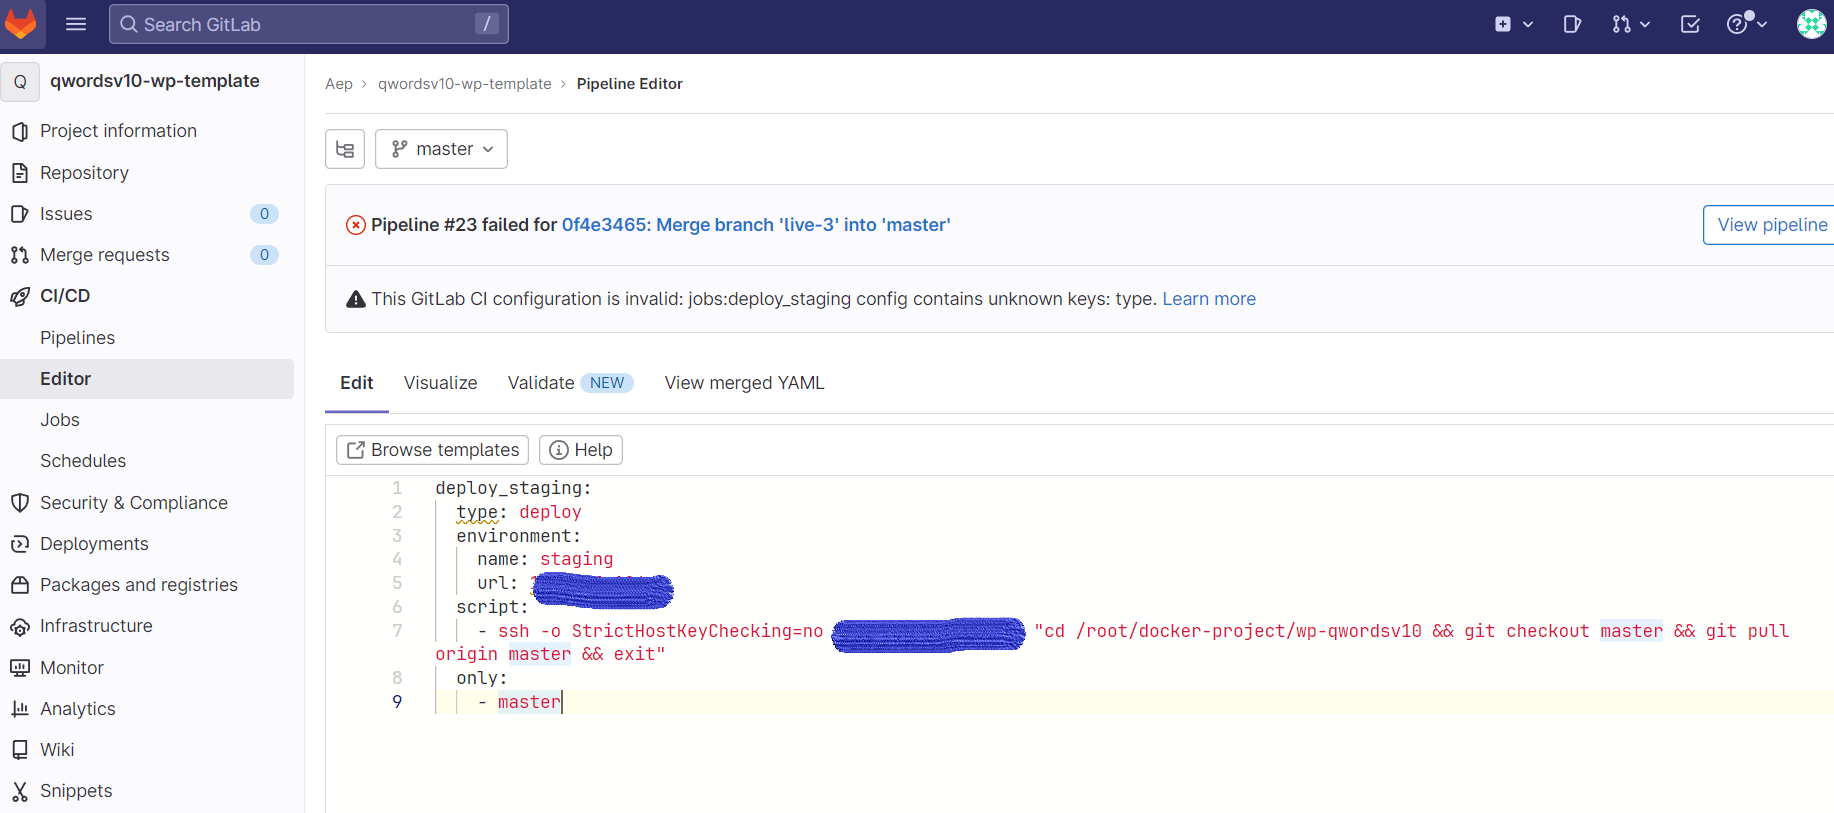 Search GitLab /
Q qwordsv10-wp-template
Project information
Repository
Issues 0
Merge requests 0
CI/CD
Pipelines
Editor
Jobs
Schedules
Security & Compliance
Deployments
Packages and registries
Infrastructure
Monitor
Analytics
Wiki
Snippets
Aep > qwordsv10-wp-template > Pipeline Editor
master
Pipeline #23 failed for 0f4e3465: Merge branch 'live-3' into 'master'
View pipeline
This GitLab CI configuration is invalid: jobs:deploy_staging config contains unknown keys: type. Learn more
Edit Visualize Validate NEW View merged YAML
Browse templates Help
1 deploy_staging:
2 type: deploy
3 environment:
4 name: staging
5 url:
6 script:
7 - ssh -o StrictHostKeyChecking=no "cd /root/docker-project/wp-qwordsv10 && git checkout master && git pull
origin master && exit"
8 only:
9 - master